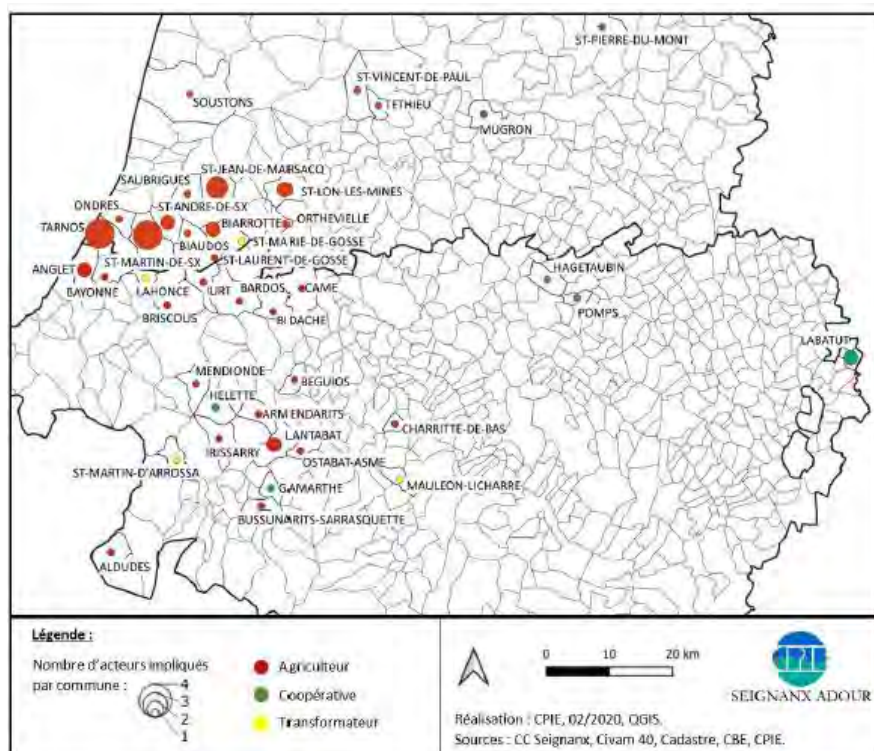 ST-PIERRE-DU-MONT
ST-VINCENT-DE-PAUL
SOUSTONS
TETHIEU
MUGRON
SAUBRIGUES
ST-JEAN-DE-MARSACQ
ST-LON-LES-MINES
ONDRES
ST-ANDRE-DE-SX
BIARROTTE
ORTHEVIELLE
TARNOS
BIAUDOS
ST-MARIE-DE-GOSSE
ST-MARTIN-DE-SX
ST-LAURENT-DE-GOSSE
ANGLET
BAYONNE
LAHONCE
URT
BARDOS
CAME
BRISCOUS
BIDACHE
HAGETAUBIN
POMPS
LABATUT
MENDIONDE
BEGUIOS
HELETTE
ARMENDARITS
CHARRITTE-DE-BAS
LANTABAT
IRISSARRY
OSTABAT-ASME
ST-MARTIN-D'ARROSSA
GAMARTHE
MAULEON-LICHARRE
BUSSUNARITS-SARRASQUETTE
ALDUDES
Légende :
Nombre d'acteurs impliqués
par commune :
4
3
2
1
Agriculteur
Coopérative
Transformateur
0 10 20 km
CPIE
SEIGNANX ADOUR
Réalisation : CPIE, 02/2020, QGIS.
Sources : CC Seignanx, Civam 40, Cadastre, CBE, CPIE.